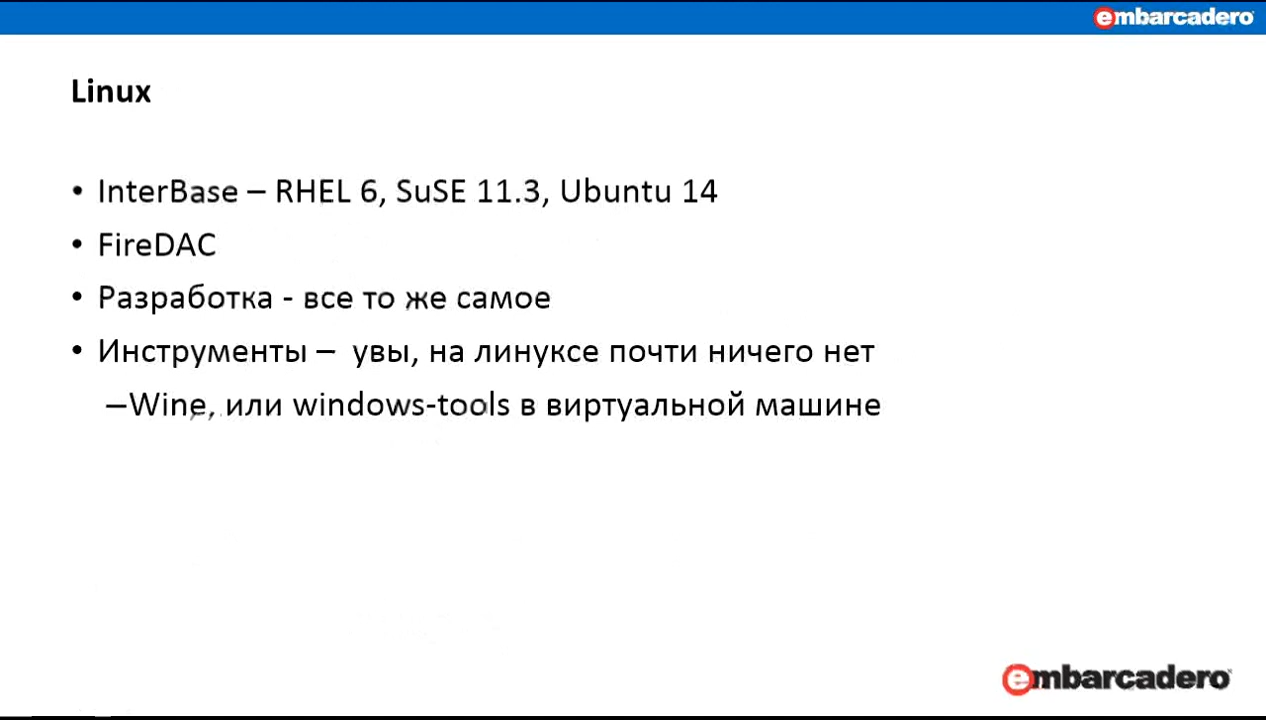 embarcadero
Linux
• InterBase – RHEL 6, SuSE 11.3, Ubuntu 14
• FireDAC
• Разработка - все то же самое
• Инструменты – увы, на линуксе почти ничего нет
–Wine, или windows-tools в виртуальной машине
embarcadero